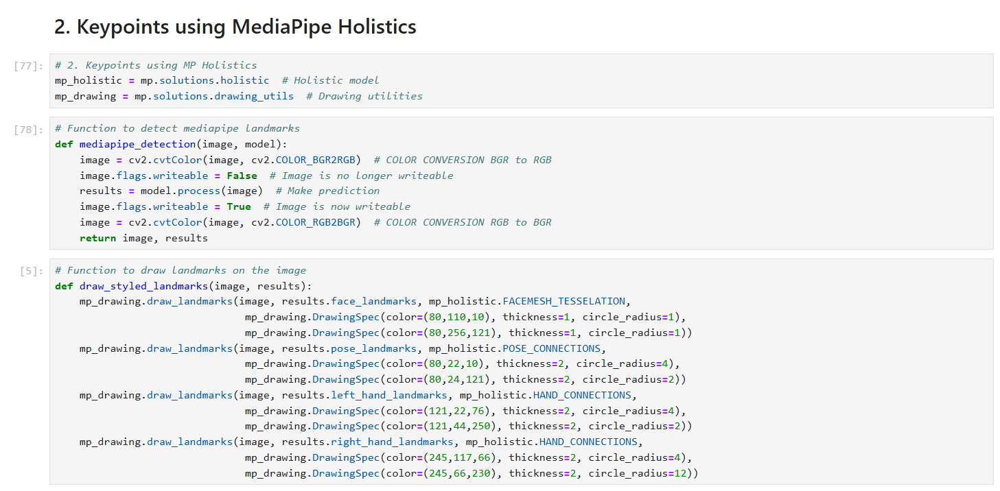 2. Keypoints using MediaPipe Holistics
[77]:
# 2. Keypoints using MP Holistics
mp_holistic = mp.solutions.holistic  # Holistic model
mp_drawing = mp.solutions.drawing_utils  # Drawing utilities
[78]:
# Function to detect mediapipe landmarks
def mediapipe_detection(image, model):
    image = cv2.cvtColor(image, cv2.COLOR_BGR2RGB)  # COLOR CONVERSION BGR to RGB
    image.flags.writeable = False  # Image is no longer writeable
    results = model.process(image)  # Make prediction
    image.flags.writeable = True  # Image is now writeable
    image = cv2.cvtColor(image, cv2.COLOR_RGB2BGR)  # COLOR CONVERSION RGB to BGR
    return image, results
[5]:
# Function to draw landmarks on the image
def draw_styled_landmarks(image, results):
    mp_drawing.draw_landmarks(image, results.face_landmarks, mp_holistic.FACEMESH_TESSELATION,
                               mp_drawing.DrawingSpec(color=(80,110,10), thickness=1, circle_radius=1),
                               mp_drawing.DrawingSpec(color=(80,256,121), thickness=1, circle_radius=1))
    mp_drawing.draw_landmarks(image, results.pose_landmarks, mp_holistic.POSE_CONNECTIONS,
                               mp_drawing.DrawingSpec(color=(80,22,10), thickness=2, circle_radius=4),
                               mp_drawing.DrawingSpec(color=(80,24,121), thickness=2, circle_radius=2))
    mp_drawing.draw_landmarks(image, results.left_hand_landmarks, mp_holistic.HAND_CONNECTIONS,
                               mp_drawing.DrawingSpec(color=(121,22,76), thickness=2, circle_radius=4),
                               mp_drawing.DrawingSpec(color=(121,44,250), thickness=2, circle_radius=2))
    mp_drawing.draw_landmarks(image, results.right_hand_landmarks, mp_holistic.HAND_CONNECTIONS,
                               mp_drawing.DrawingSpec(color=(245,117,66), thickness=2, circle_radius=4),
                               mp_drawing.DrawingSpec(color=(245,66,230), thickness=2, circle_radius=12))